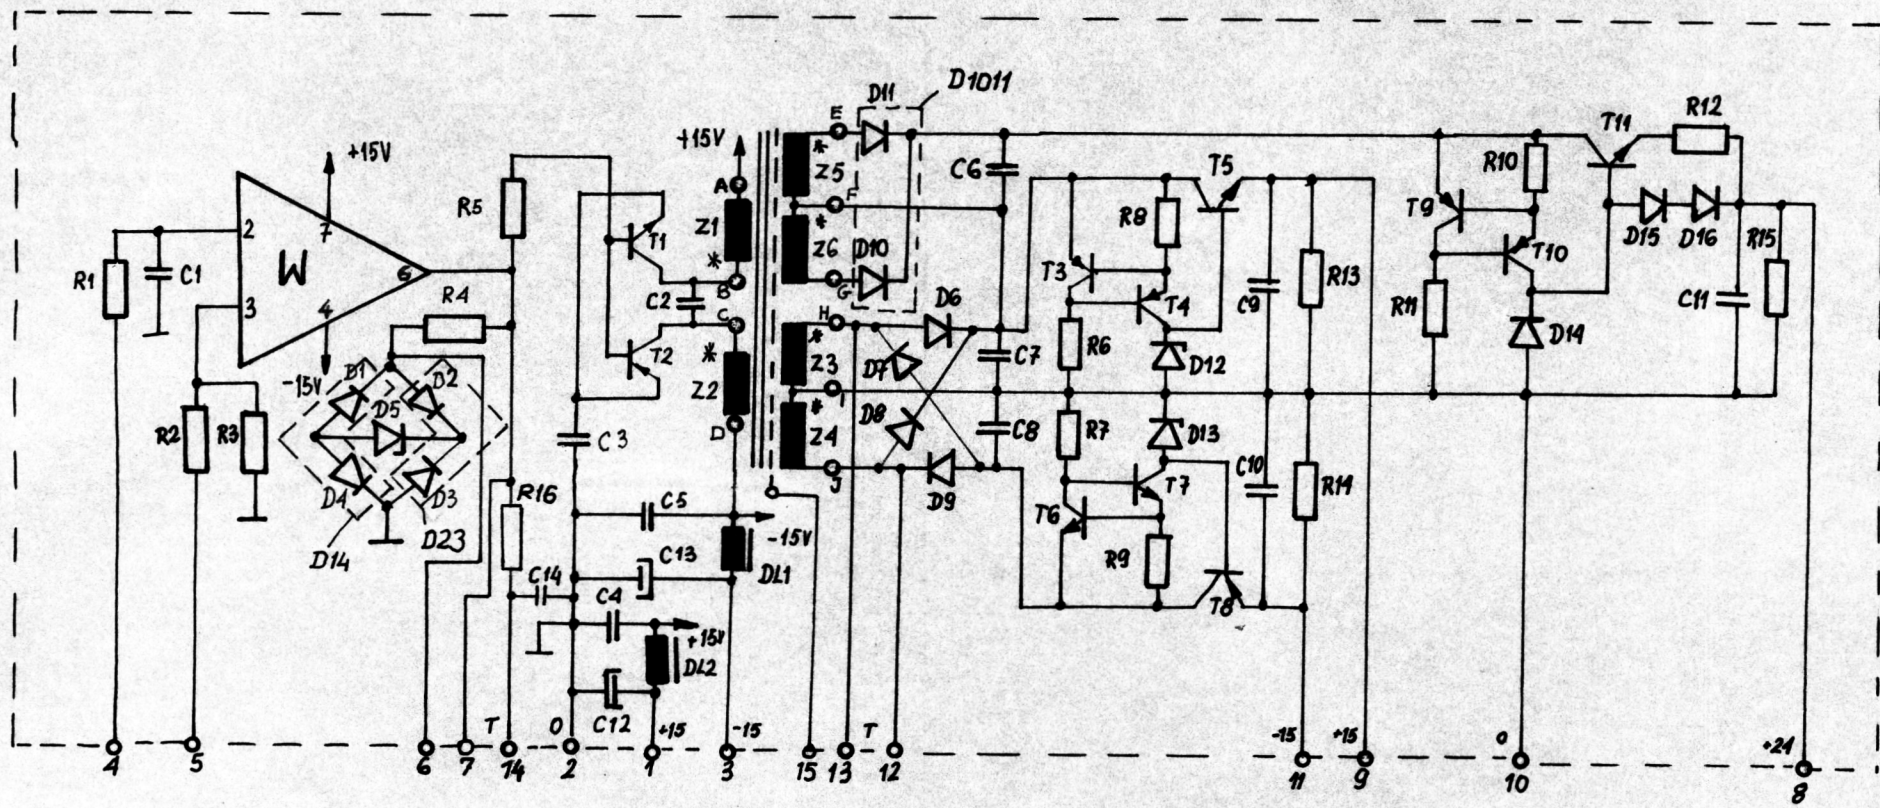 D1011
D11
E
R12
T11
+15V
+15V
R10
C6
T5
A
Z5
R5
F
R8
T9
2
7
W
Z1
T1
Z6
D10
D15
D16
R15
T10
R1
C1
6
B
G
T3
C2
C
H
D6
T4
C9
R13
R11
C11
3
4
R4
T2
Z3
D7
C7
R6
D12
D14
-15V
D1
D2
D5
Z2
I
D8
R2
R3
C3
D
Z4
C8
R7
D13
D4
D3
R16
J
D9
C10
R14
T7
T6
D14
D23
C5
-15V
C13
DL1
C14
C4
R9
T8
+15V
DL2
C12
T
0
+15
-15
T
-15
+15
0
+24
4
5
6
7
14
2
1
3
15
13
12
11
9
10
8